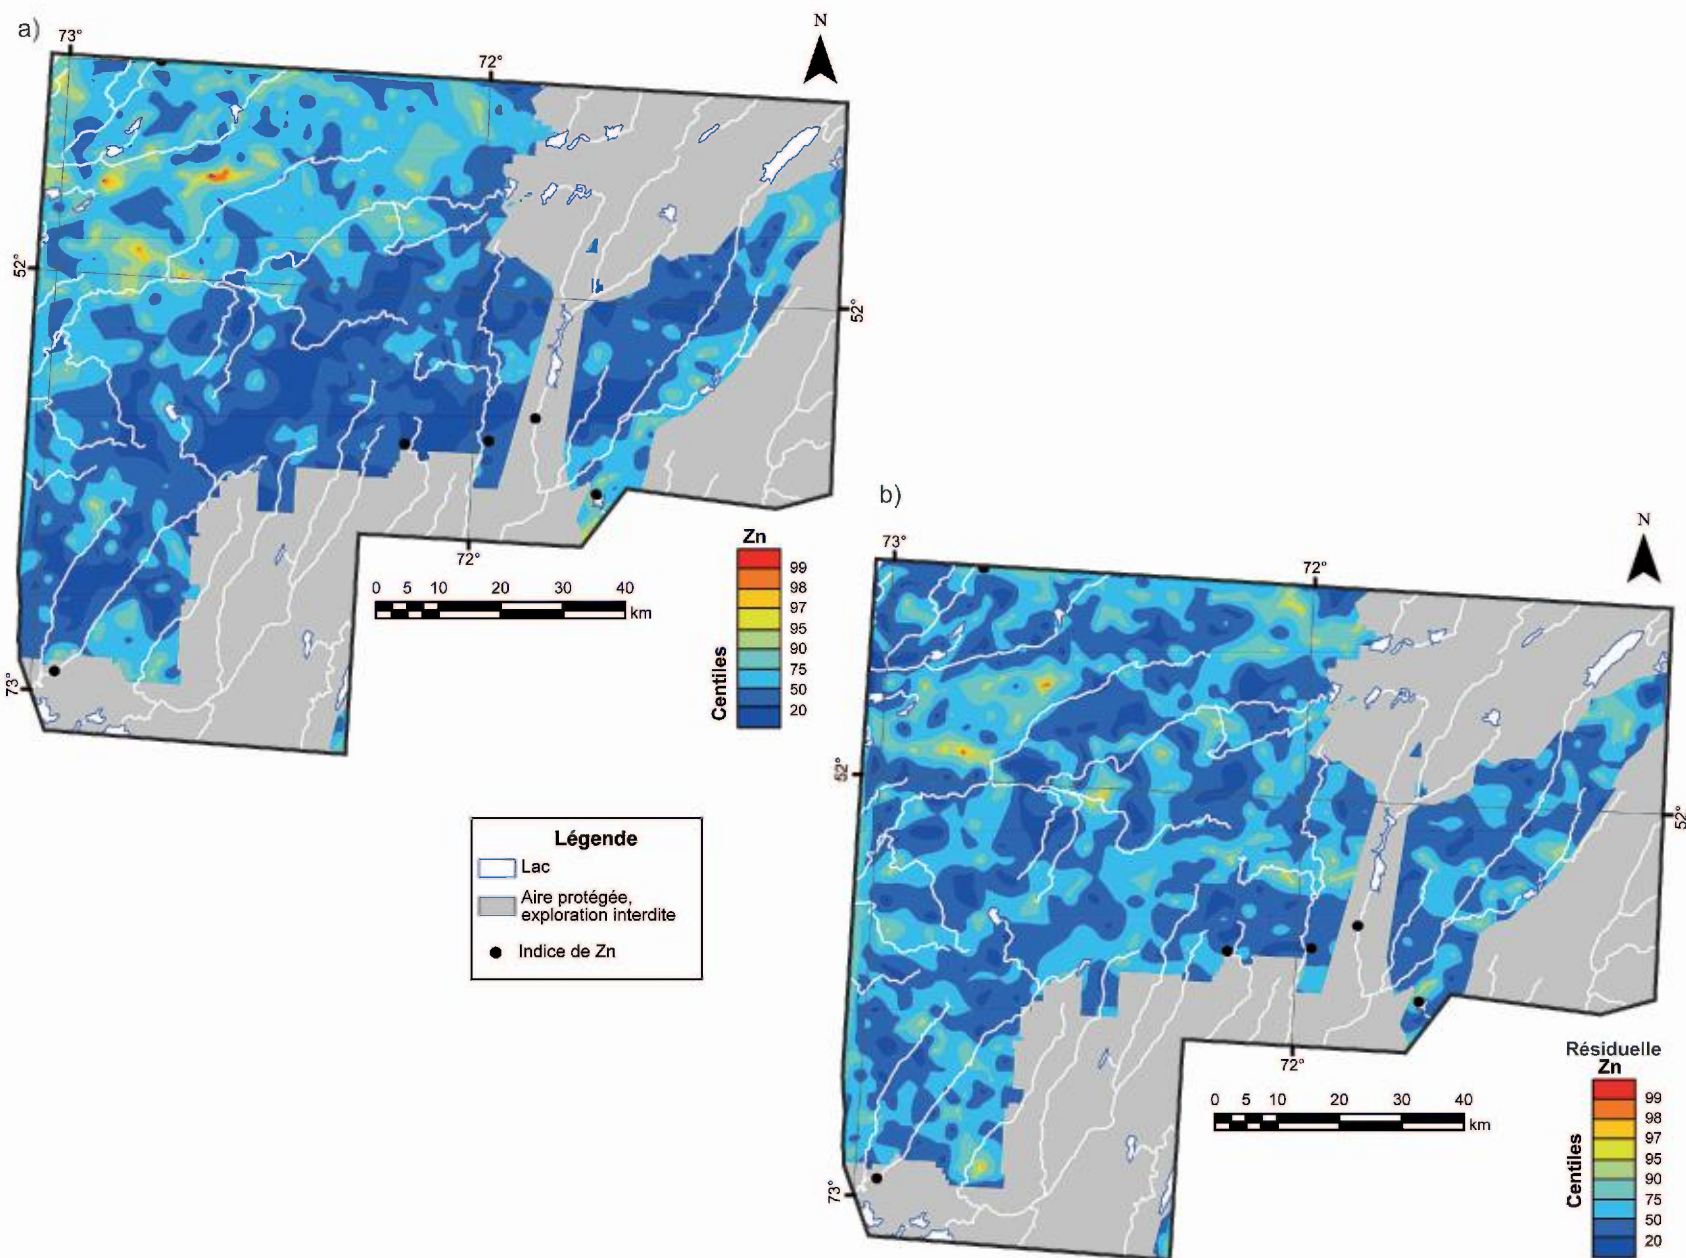 a)
73°
72°
N
52°
52°
72°
73°
Zn
99
98
97
95
90
75
50
20
Centiles
0 5 10 20 30 40
km
Légende
Lac
Aire protégée,
exploration interdite
Indice de Zn
b)
73°
72°
N
52°
52°
72°
73°
Résiduelle
Zn
99
98
97
95
90
75
50
20
Centiles
0 5 10 20 30 40
km